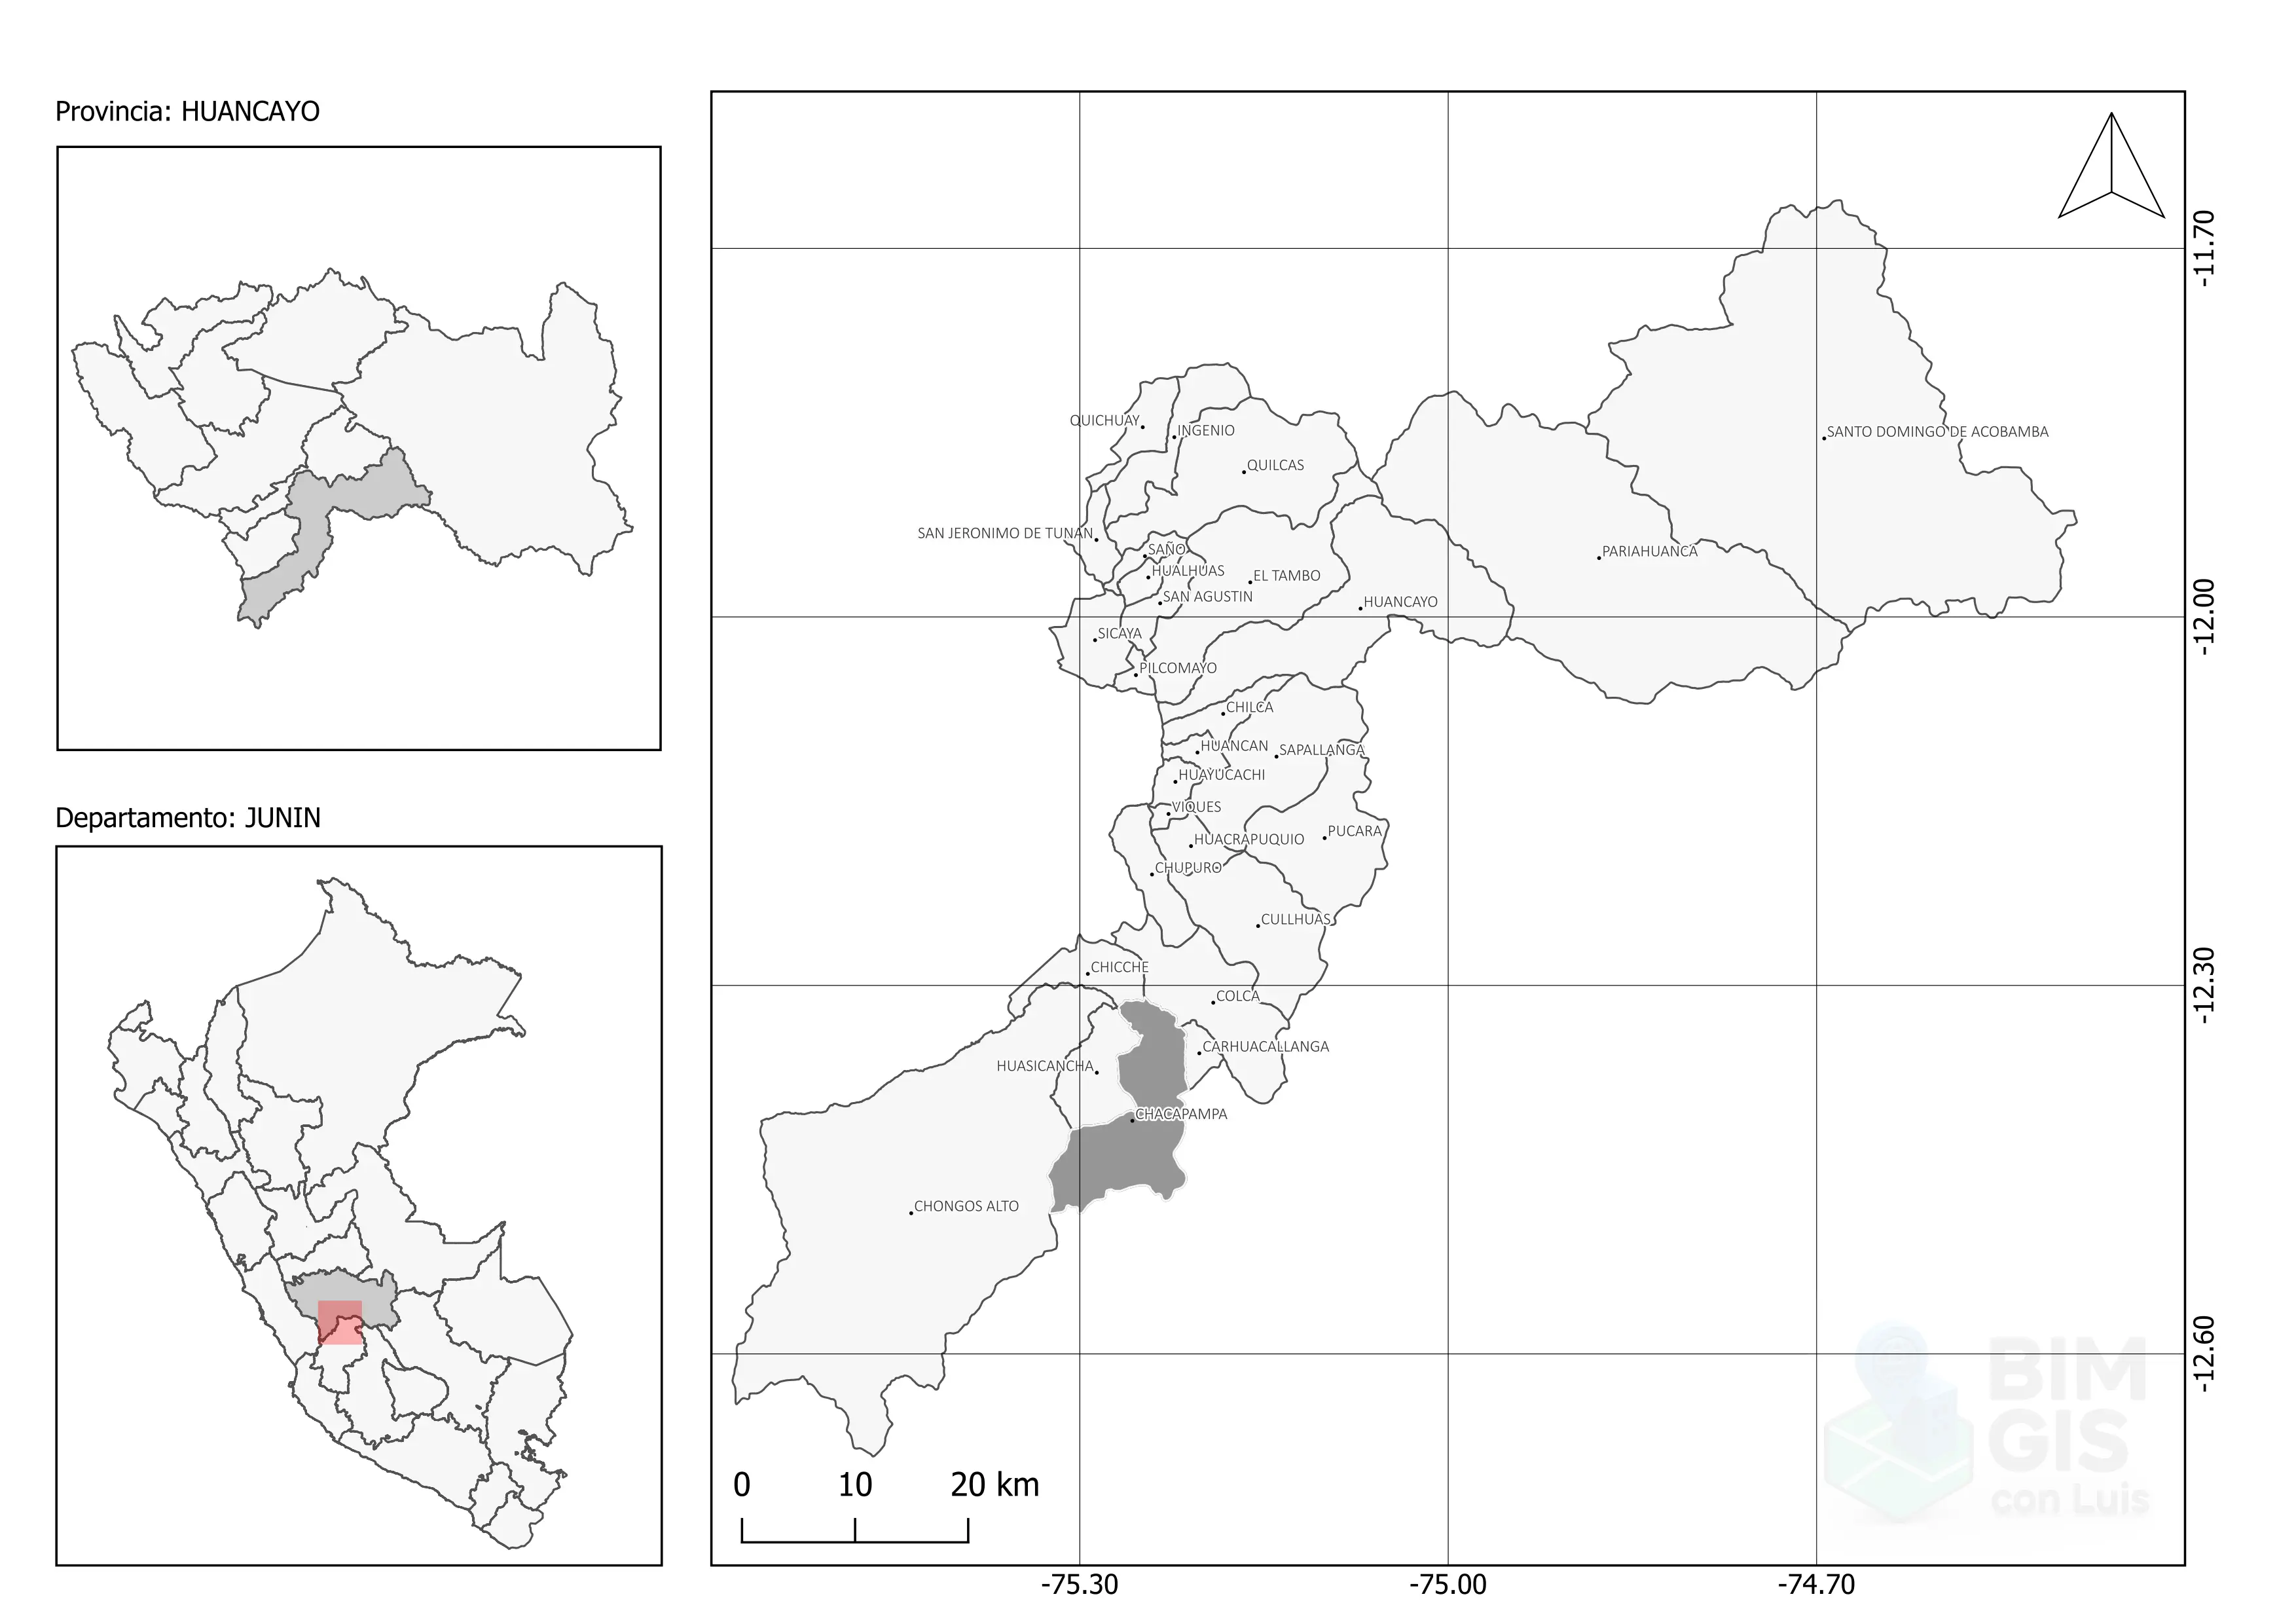 Provincia: HUANCAYO
Departamento: JUNIN
QUICHUAY
INGENIO
SANTO DOMINGO DE ACOBAMBA
QUILCAS
SAN JERONIMO DE TUNAN
SAÑO
PARIAHUANCA
HUALHUAS
EL TAMBO
SAN AGUSTIN
HUANCAYO
SICAYA
PILCOMAYO
CHILCA
HUANCAN
SAPALLANGA
HUAYUCACHI
VIQUES
PUCARA
HUACRAPUQUIO
CHUPURO
CULLHUAS
CHICCHE
COLCA
CARHUACALLANGA
HUASICANCHA
CHACAPAMPA
CHONGOS ALTO
0 10 20 km
-75.30 -75.00 -74.70
-11.70
-12.00
-12.30
-12.60
BIM
GIS
con Luis